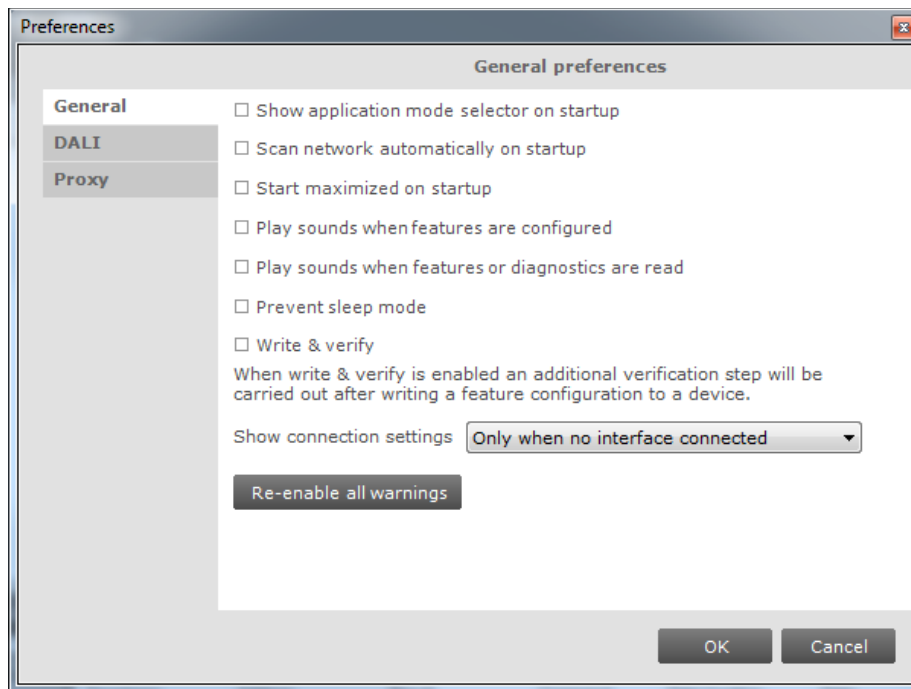 Preferences
General preferences
General
DALI
Proxy
Show application mode selector on startup
Scan network automatically on startup
Start maximized on startup
Play sounds when features are configured
Play sounds when features or diagnostics are read
Prevent sleep mode
Write & verify
When write & verify is enabled an additional verification step will be
carried out after writing a feature configuration to a device.
Show connection settings Only when no interface connected
Re-enable all warnings
OK Cancel